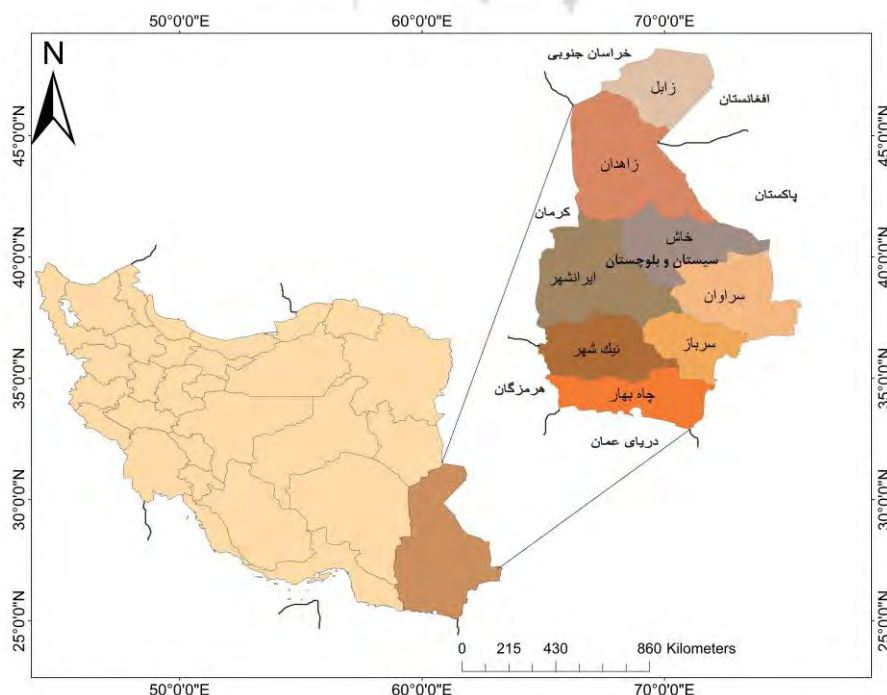 50°0'0"E 60°0'0"E 70°0'0"E
N
خراسان جنوبی
زابل
افغانستان
45°0'0"N 45°0'0"N
زاهدان
پاکستان
کرمان
خاش
40°0'0"N 40°0'0"N
سیستان و بلوچستان
ایرانشهر
سراوان
نیک شهر
سرباز
35°0'0"N 35°0'0"N
هرمزگان
چاه بهار
دریای عمان
30°0'0"N 30°0'0"N
25°0'0"N 25°0'0"N
0 215 430 860 Kilometers
50°0'0"E 60°0'0"E 70°0'0"E